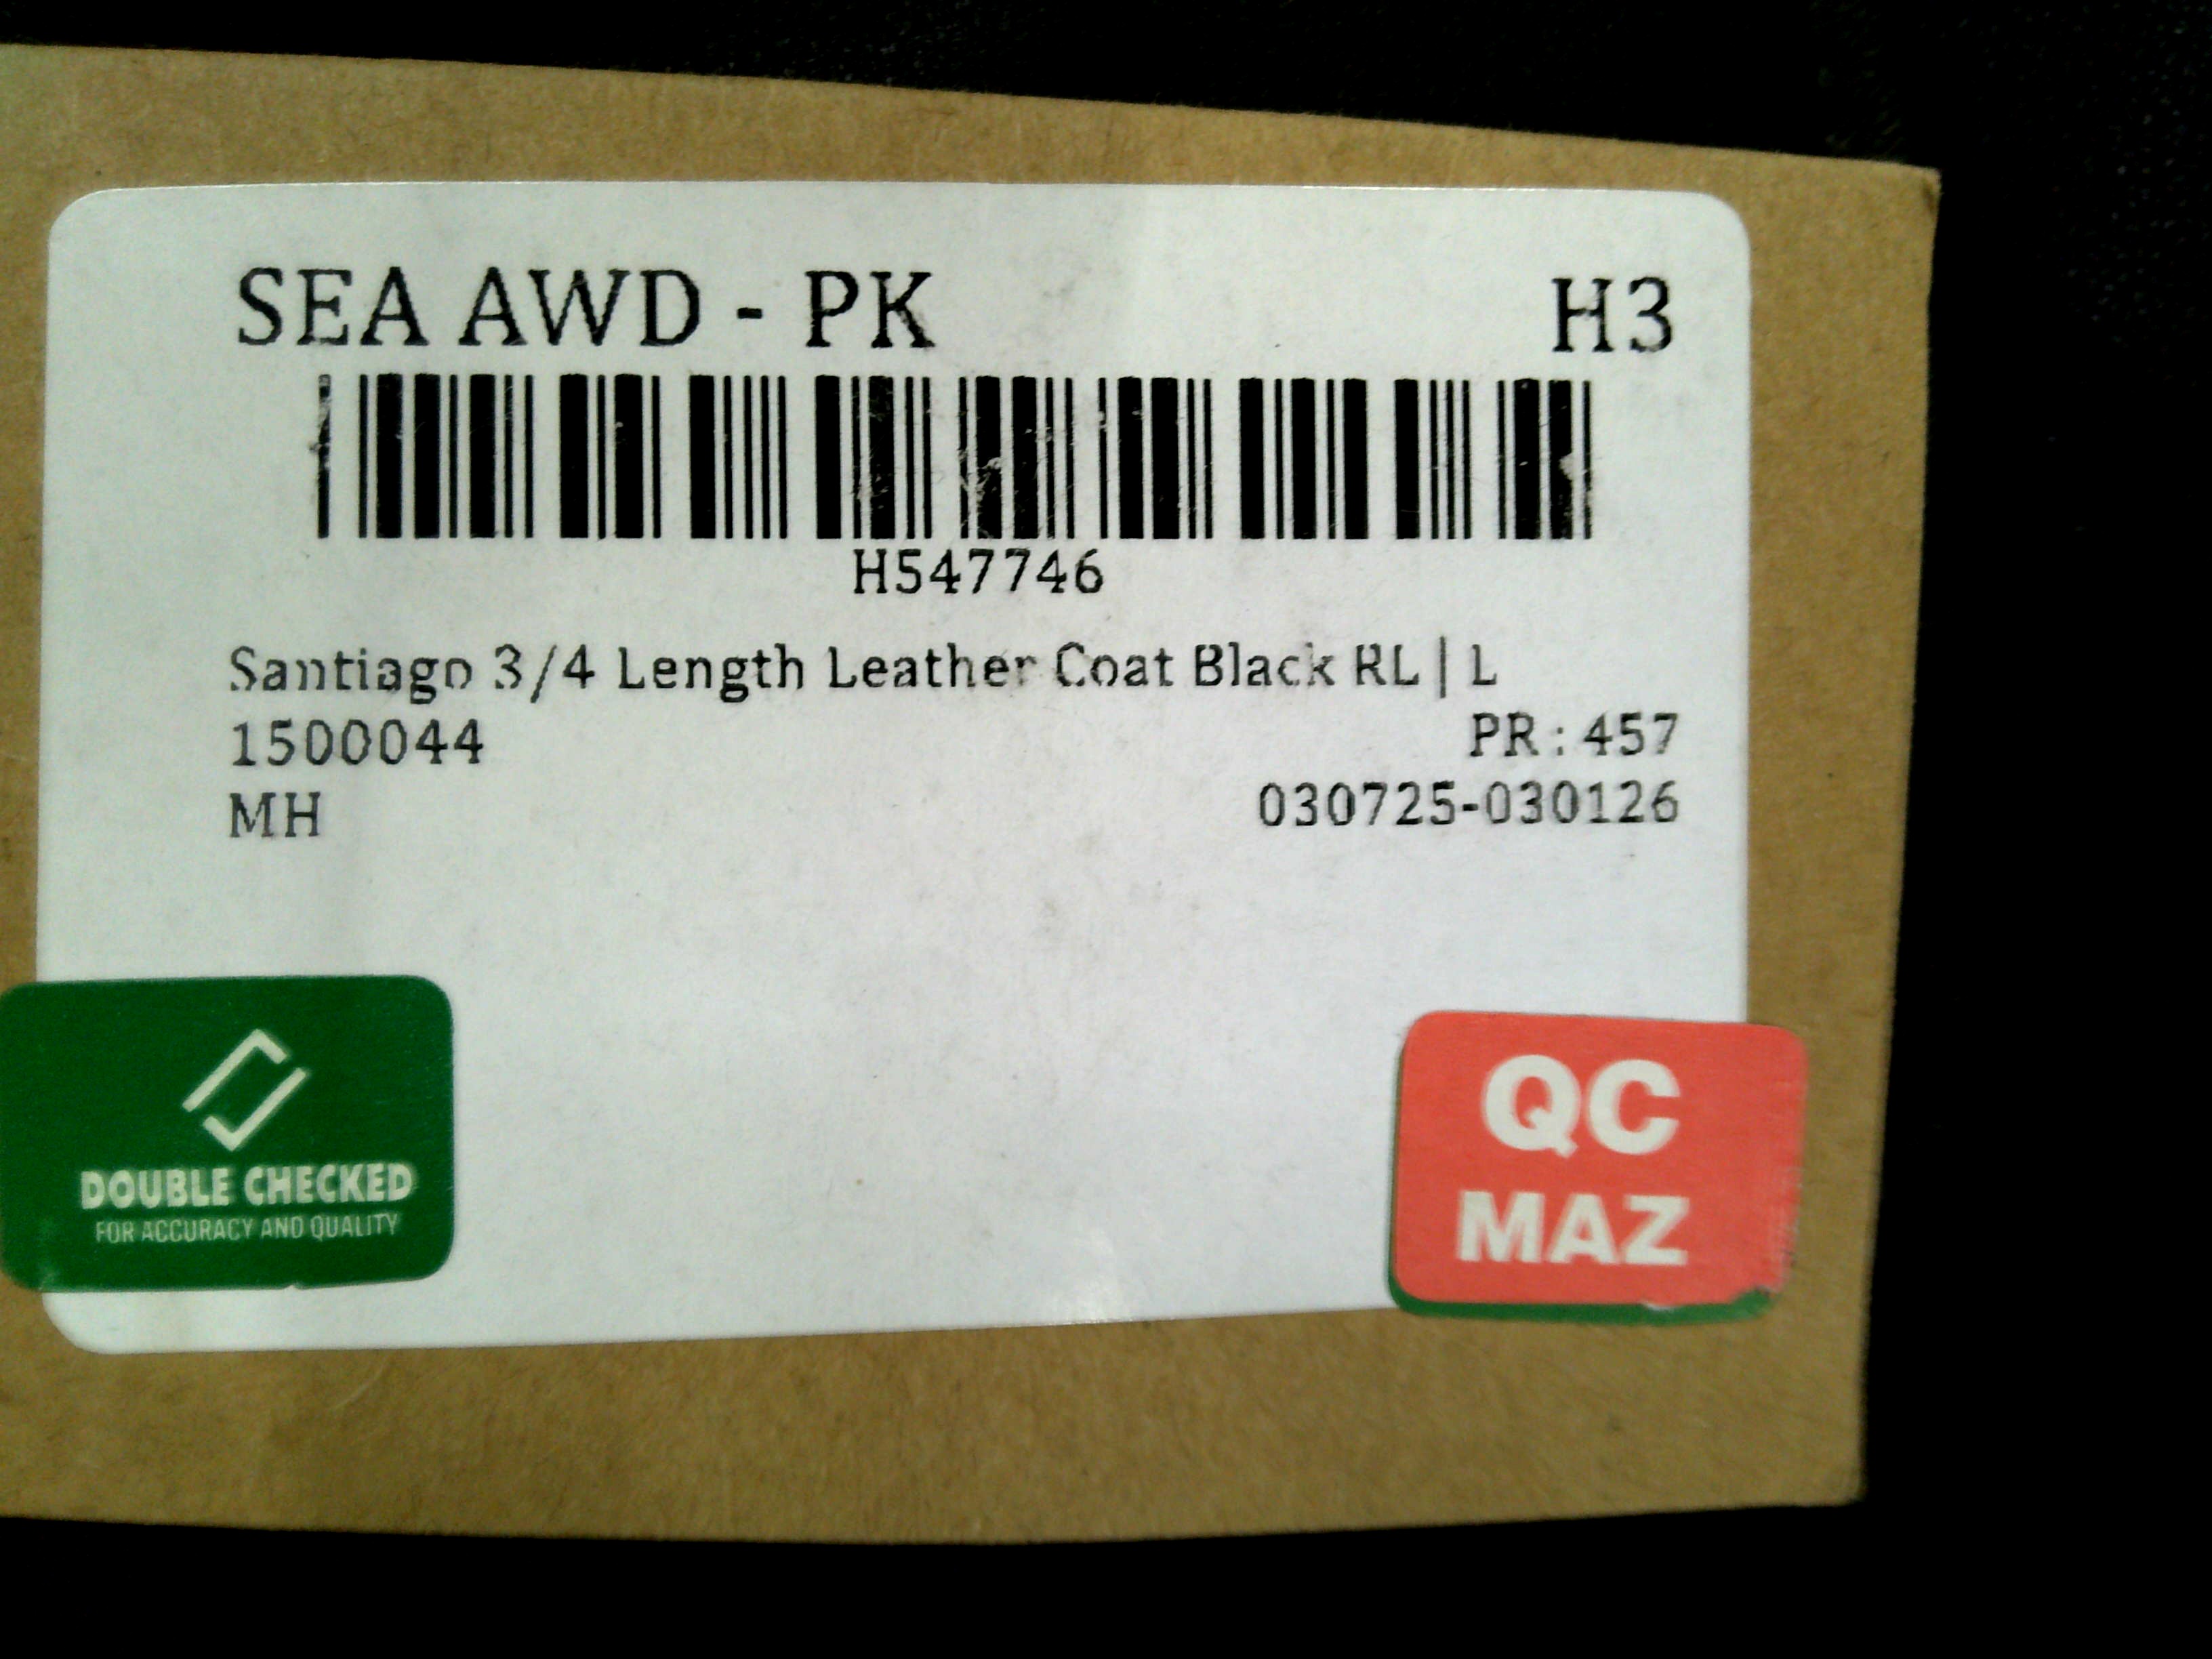 SEA AWD - PK H3
H547746
Santiago 3/4 Length Leather Coat Black RL | L
1500044 PR : 457
MH 030725-030126
DOUBLE CHECKED
FOR ACCURACY AND QUALITY
QC
MAZ